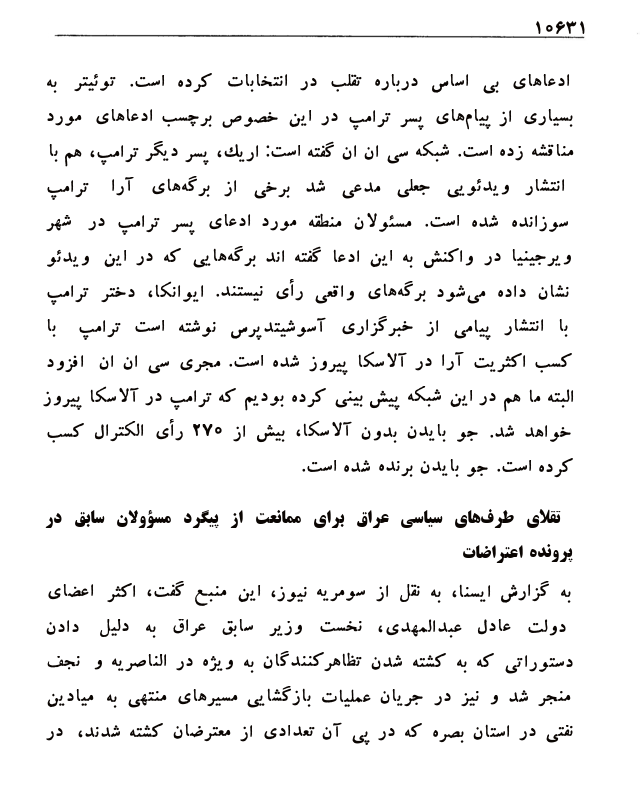 ۱۰۶۳۱
ادعاهای بی اساس درباره تقلب در انتخابات کرده است. توئیتر به
بسیاری از پیام‌های پسر ترامپ در این خصوص برچسب ادعاهای مورد
مناقشه زده است. شبکه سی ان ان گفته است: اریك، پسر دیگر ترامپ، هم با
انتشار ویدئویی جعلی مدعی شد برخی از برگه‌های آرا ترامپ
سوزانده شده است. مسئولان منطقه مورد ادعای پسر ترامپ در شهر
ویرجینیا در واکنش به این ادعا گفته اند برگه‌هایی که در این ویدئو
نشان داده می‌شود برگه‌های واقعی رأی نیستند. ایوانکا، دختر ترامپ
با انتشار پیامی از خبرگزاری آسوشیتدپرس نوشته است ترامپ با
کسب اکثریت آرا در آلاسکا پیروز شده است. مجری سی ان ان افزود
البته ما هم در این شبکه پیش بینی کرده بودیم که ترامپ در آلاسکا پیروز
خواهد شد. جو بایدن بدون آلاسکا، بیش از ۲۷۰ رأی الکترال کسب
کرده است. جو بایدن برنده شده است.
تقلای طرف‌های سیاسی عراق برای ممانعت از پیگرد مسؤولان سابق در
پرونده اعتراضات
به گزارش ایسنا، به نقل از سومریه نیوز، این منبع گفت، اکثر اعضای
دولت عادل عبدالمهدی، نخست وزیر سابق عراق به دلیل دادن
دستوراتی که به کشته شدن تظاهرکنندگان به ویژه در الناصریه و نجف
منجر شد و نیز در جریان عملیات بازگشایی مسیرهای منتهی به میادین
نفتی در استان بصره که در پی آن تعدادی از معترضان کشته شدند، در